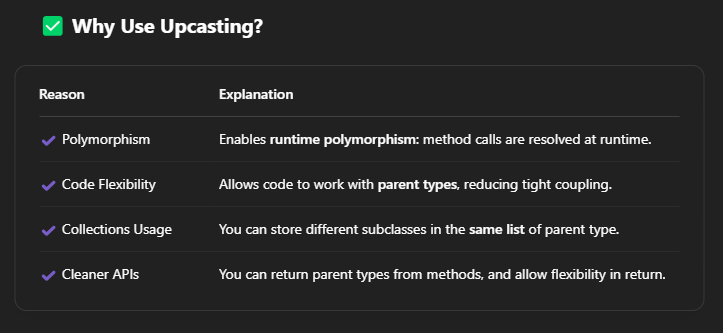 ✅ Why Use Upcasting?
Reason Explanation
✔ Polymorphism Enables runtime polymorphism: method calls are resolved at runtime.
✔ Code Flexibility Allows code to work with parent types, reducing tight coupling.
✔ Collections Usage You can store different subclasses in the same list of parent type.
✔ Cleaner APIs You can return parent types from methods, and allow flexibility in return.